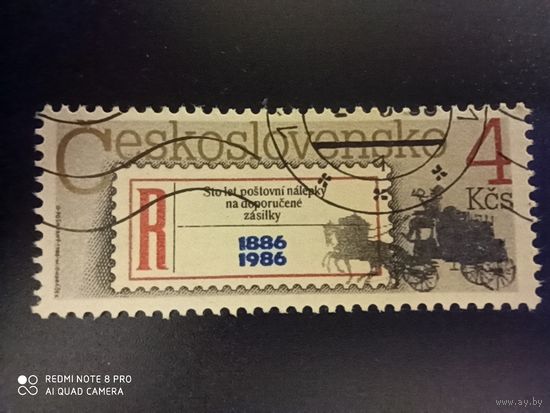 Československo 4
Kčs
Sto let poštovní nálepky
na doporučené
zásilky
R
1886
1986
REDMI NOTE 8 PRO
AI QUAD CAMERA
www.ay.by